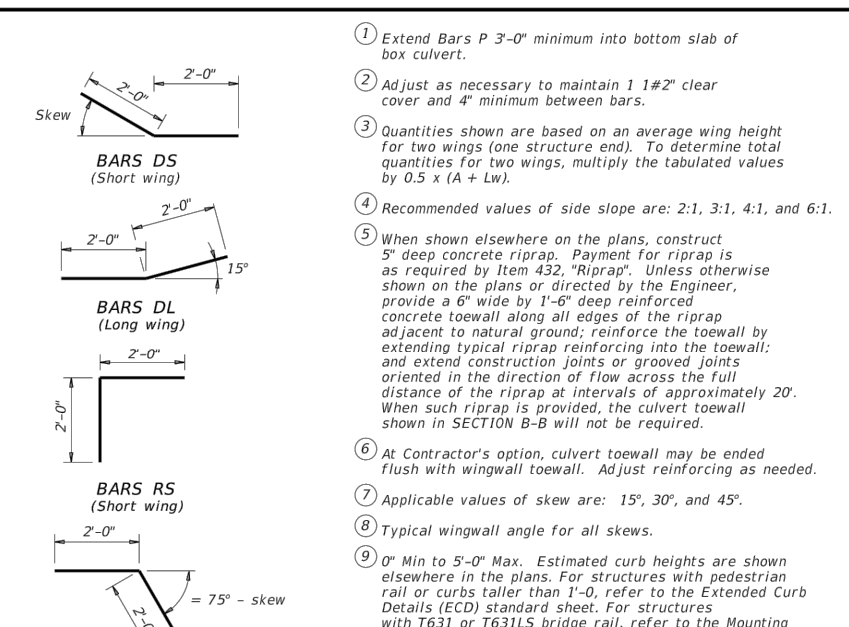 2'-0"
2'-0"
Skew
BARS DS
(Short wing)
2'-0"
2'-0"
15°
BARS DL
(Long wing)
2'-0"
2'-0"
BARS RS
(Short wing)
2'-0"
= 75° - skew
2'-0
1 Extend Bars P 3'-0" minimum into bottom slab of
box culvert.
2 Adjust as necessary to maintain 1 1#2" clear
cover and 4" minimum between bars.
3 Quantities shown are based on an average wing height
for two wings (one structure end). To determine total
quantities for two wings, multiply the tabulated values
by 0.5 x (A + Lw).
4 Recommended values of side slope are: 2:1, 3:1, 4:1, and 6:1.
5 When shown elsewhere on the plans, construct
5" deep concrete riprap. Payment for riprap is
as required by Item 432, "Riprap". Unless otherwise
shown on the plans or directed by the Engineer,
provide a 6" wide by 1'-6" deep reinforced
concrete toewall along all edges of the riprap
adjacent to natural ground; reinforce the toewall by
extending typical riprap reinforcing into the toewall;
and extend construction joints or grooved joints
oriented in the direction of flow across the full
distance of the riprap at intervals of approximately 20'.
When such riprap is provided, the culvert toewall
shown in SECTION B-B will not be required.
6 At Contractor's option, culvert toewall may be ended
flush with wingwall toewall. Adjust reinforcing as needed.
7 Applicable values of skew are: 15°, 30°, and 45°.
8 Typical wingwall angle for all skews.
9 0" Min to 5'-0" Max. Estimated curb heights are shown
elsewhere in the plans. For structures with pedestrian
rail or curbs taller than 1'-0, refer to the Extended Curb
Details (ECD) standard sheet. For structures
with T631 or T631LS bridge rail, refer to the Mounting